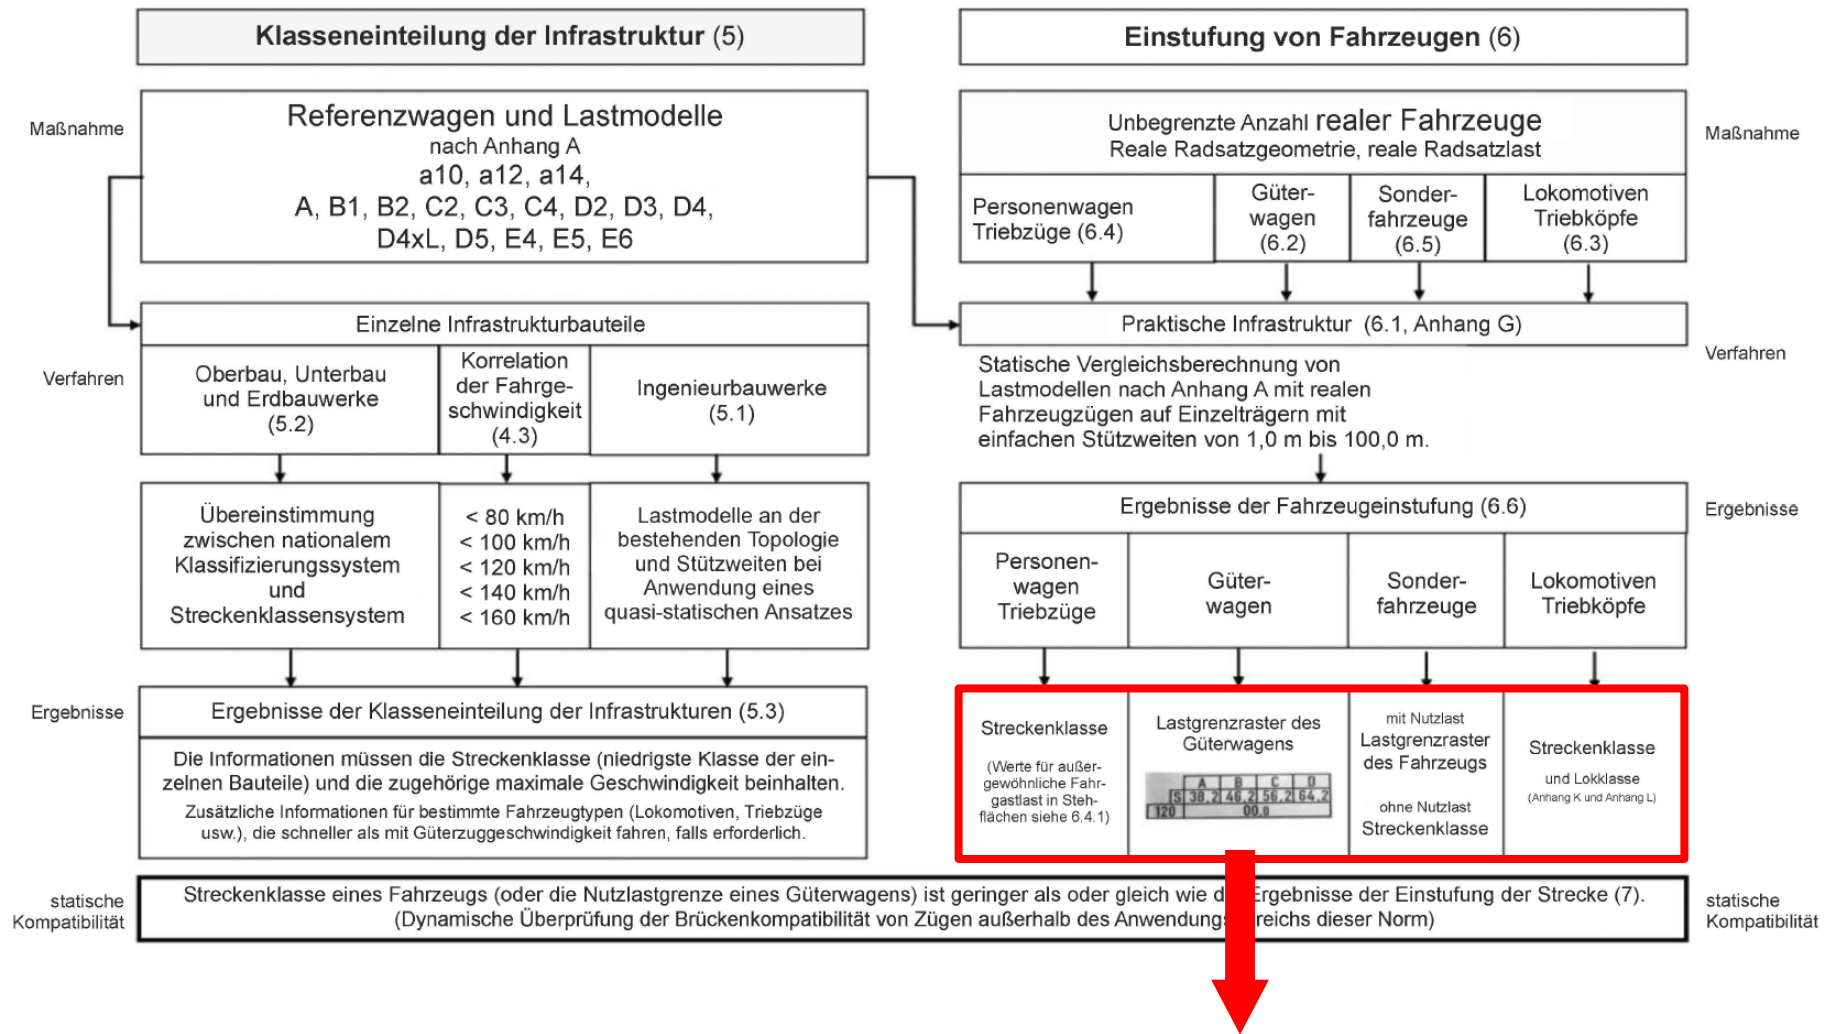 Klasseneinteilung der Infrastruktur (5)
Maßnahme
Referenzwagen und Lastmodelle
nach Anhang A
a10, a12, a14,
A, B1, B2, C2, C3, C4, D2, D3, D4,
D4xL, D5, E4, E5, E6
Einzelne Infrastrukturbauteile
Verfahren
Oberbau, Unterbau
und Erdbauwerke
(5.2)
Korrelation
der Fahrge-
schwindigkeit
(4.3)
Ingenieurbauwerke
(5.1)
Übereinstimmung
zwischen nationalem
Klassifizierungssystem
und
Streckenklassensystem
< 80 km/h
< 100 km/h
< 120 km/h
< 140 km/h
< 160 km/h
Lastmodelle an der
bestehenden Topologie
und Stützweiten bei
Anwendung eines
quasi-statischen Ansatzes
Ergebnisse
Ergebnisse der Klasseneinteilung der Infrastrukturen (5.3)
Die Informationen müssen die Streckenklasse (niedrigste Klasse der ein-
zelnen Bauteile) und die zugehörige maximale Geschwindigkeit beinhalten.
Zusätzliche Informationen für bestimmte Fahrzeugtypen (Lokomotiven, Triebzüge
usw.), die schneller als mit Güterzuggeschwindigkeit fahren, falls erforderlich.
Einstufung von Fahrzeugen (6)
Unbegrenzte Anzahl realer Fahrzeuge
Reale Radsatzgeometrie, reale Radsatzlast
Maßnahme
Personenwagen
Triebzüge (6.4)
Güter-
wagen
(6.2)
Sonder-
fahrzeuge
(6.5)
Lokomotiven
Triebköpfe
(6.3)
Praktische Infrastruktur (6.1, Anhang G)
Verfahren
Statische Vergleichsberechnung von
Lastmodellen nach Anhang A mit realen
Fahrzeugzügen auf Einzelträgern mit
einfachen Stützweiten von 1,0 m bis 100,0 m.
Ergebnisse der Fahrzeugeinstufung (6.6)
Ergebnisse
Personen-
wagen
Triebzüge
Güter-
wagen
Sonder-
fahrzeuge
Lokomotiven
Triebköpfe
Streckenklasse
(Werte für außer-
gewöhnliche Fahr-
gastlast in Steh-
flächen siehe 6.4.1)
Lastgrenzraster des
Güterwagens
A B C D
S 38,2 46,2 56,2 64,2
120 00,0
mit Nutzlast
Lastgrenzraster
des Fahrzeugs
ohne Nutzlast
Streckenklasse
Streckenklasse
und Lokklasse
(Anhang K und Anhang L)
statische
Kompatibilität
Streckenklasse eines Fahrzeugs (oder die Nutzlastgrenze eines Güterwagens) ist geringer als oder gleich wie d Ergebnisse der Einstufung der Strecke (7).
(Dynamische Überprüfung der Brückenkompatibilität von Zügen außerhalb des Anwendungs reichs dieser Norm)
statische
Kompatibilität